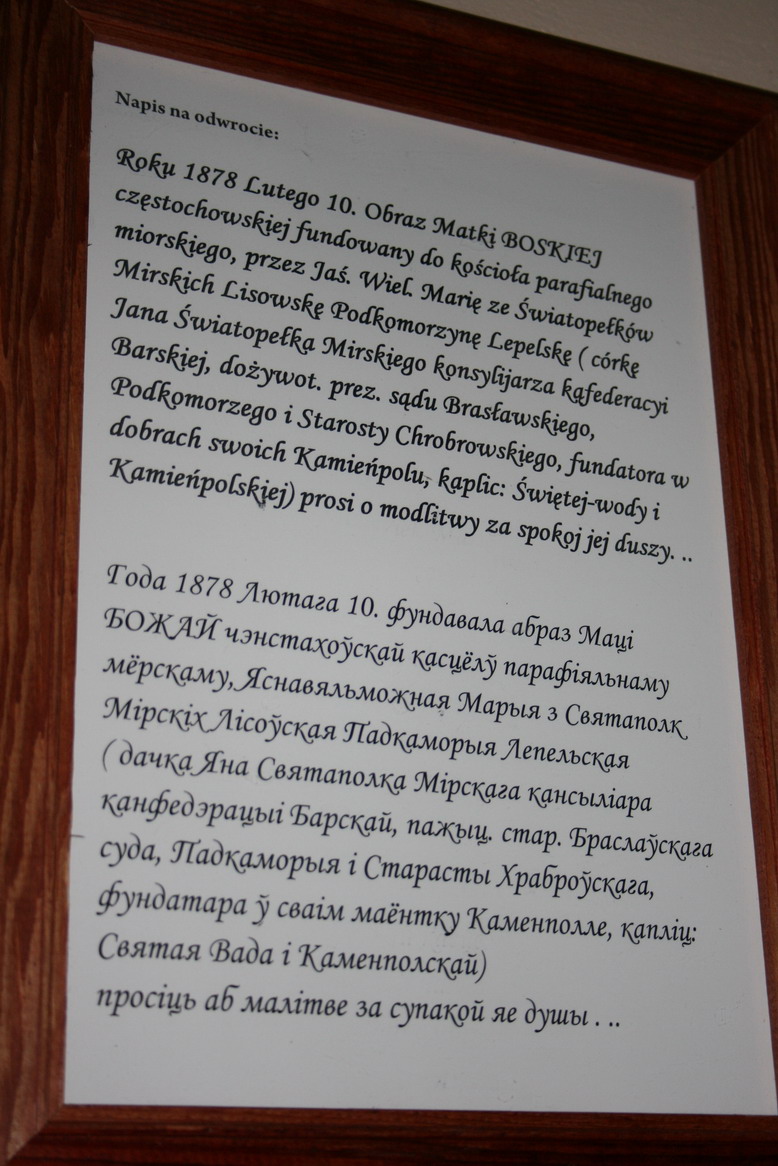 Napis na odwrocie:
Roku 1878 Lutego 10. Obraz Matki BOSKIEJ
częstochowskiej fundowany do kościoła parafialnego
miorskiego, przez Jaś. Wiel. Marię ze Światopełków
Mirskich Lisowskę Podkomorzynę Lepelskę ( córkę
Jana Światopełka Mirskiego konsylijarza kąfederacyi
Barskiej, dożywot. prez. sądu Brasławskiego,
Podkomorzego i Starosty Chrobrowskiego, fundatora w
dobrach swoich Kamieńpolu, kaplic: Świętej-wody i
Kamieńpolskiej) prosi o modlitwy za spokoj jej duszy. ..
Года 1878 Лютага 10. фундавала абраз Маці
БОЖАЙ чэнстахоўскай касцёлў парафіяльнаму
мёрскаму, Яснавяльможная Марыя з Святаполк
Мірскіх Лісоўская Падкаморыя Лепельская
( дачка Яна Святаполка Мірскага кансыліара
канфедэрацыі Барскай, пажыц. стар. Браслаўскага
суда, Падкаморыя і Старасты Храброўскага,
фундатара ў сваім маёнтку Каменполле, капліц:
Святая Вада і Каменполскай)
просіць аб малітве за супакой яе душы . ..